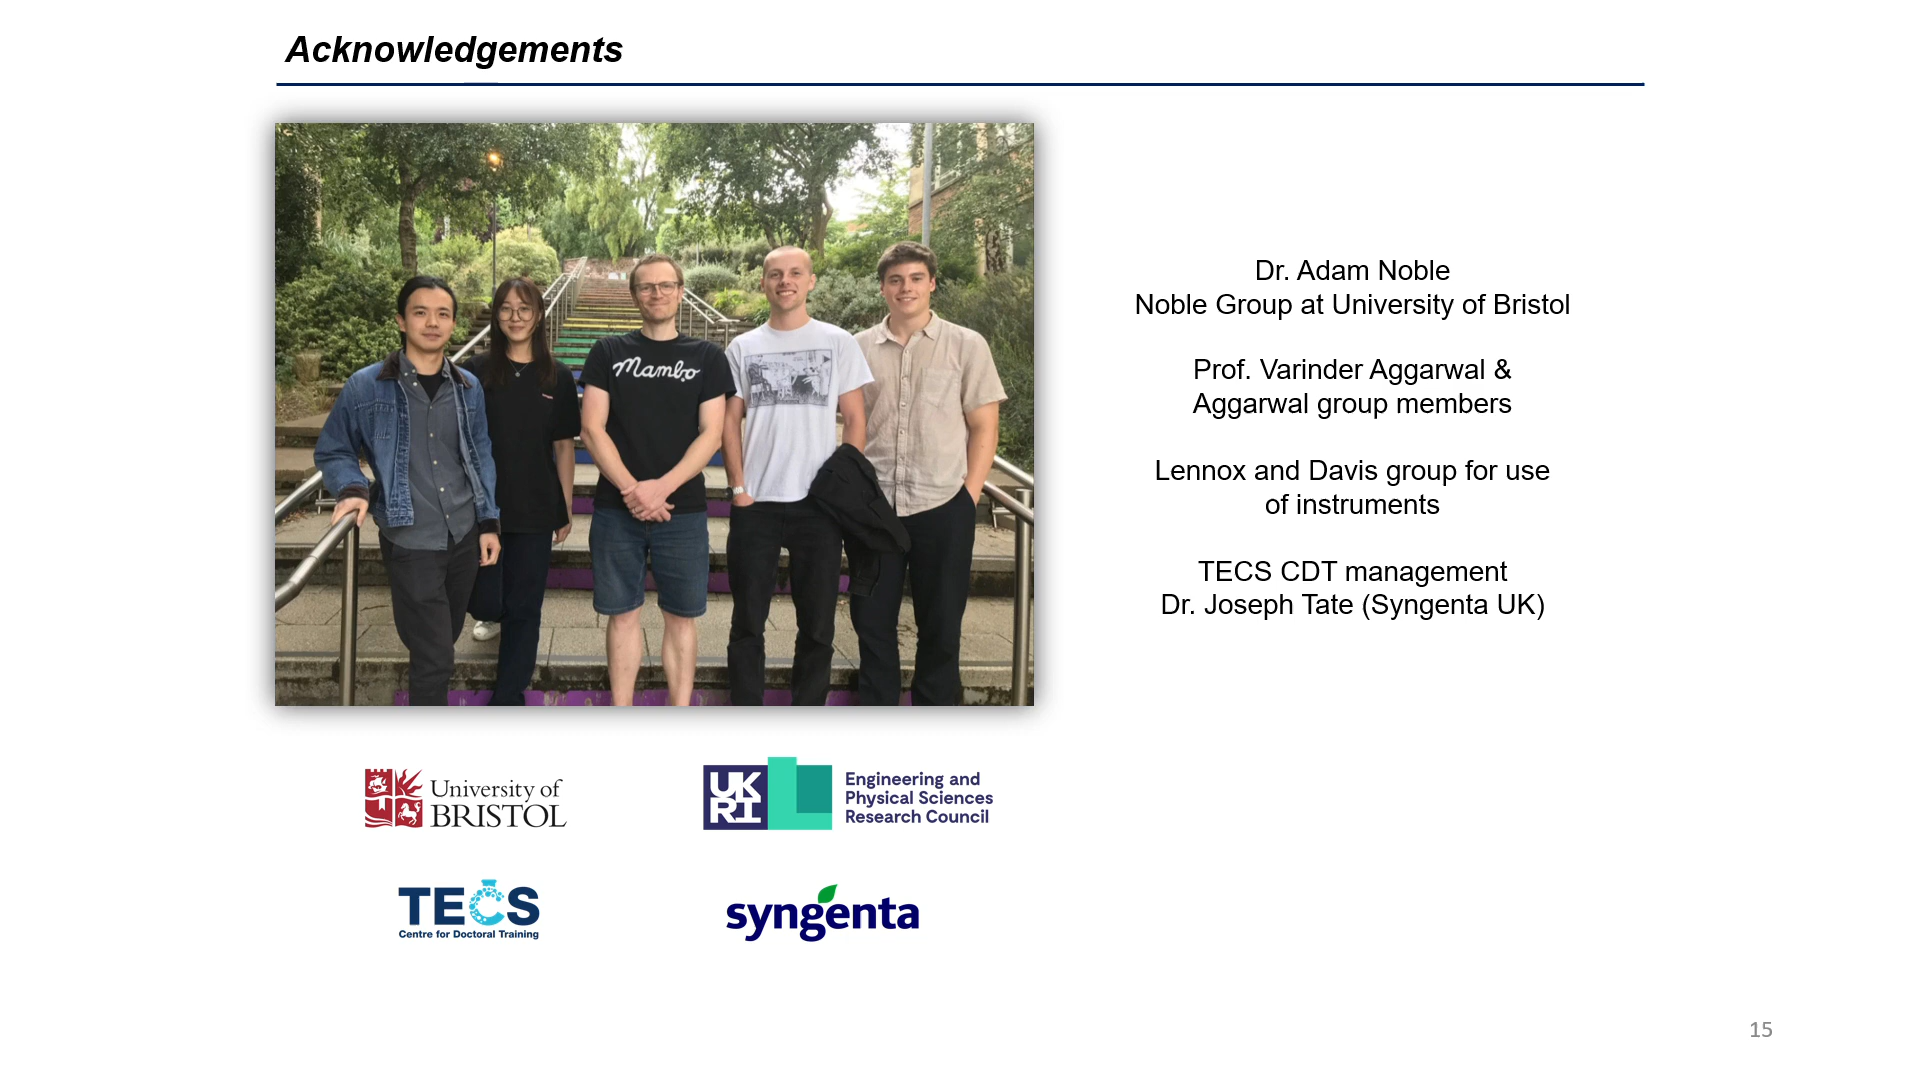 Acknowledgements
Mambo
Dr. Adam Noble
Noble Group at University of Bristol
Prof. Varinder Aggarwal &
Aggarwal group members
Lennox and Davis group for use
of instruments
TECS CDT management
Dr. Joseph Tate (Syngenta UK)
University of
BRISTOL
UK
RI
Engineering and
Physical Sciences
Research Council
TECS
Centre for Doctoral Training
syngenta
15